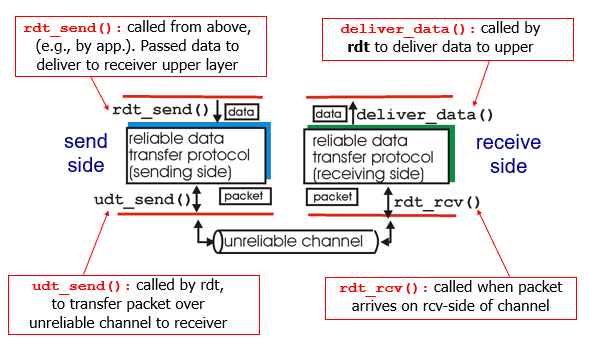 rdt_send(): called from above,
(e.g., by app.). Passed data to
deliver to receiver upper layer
deliver_data(): called by
rdt to deliver data to upper
rdt_send()
data
data
deliver_data()
send
side
reliable data
transfer protocol
(sending side)
reliable data
transfer protocol
(receiving side)
receive
side
udt_send()
packet
packet
rdt_rcv()
unreliable channel
udt_send(): called by rdt,
to transfer packet over
unreliable channel to receiver
rdt_rcv(): called when packet
arrives on rcv-side of channel